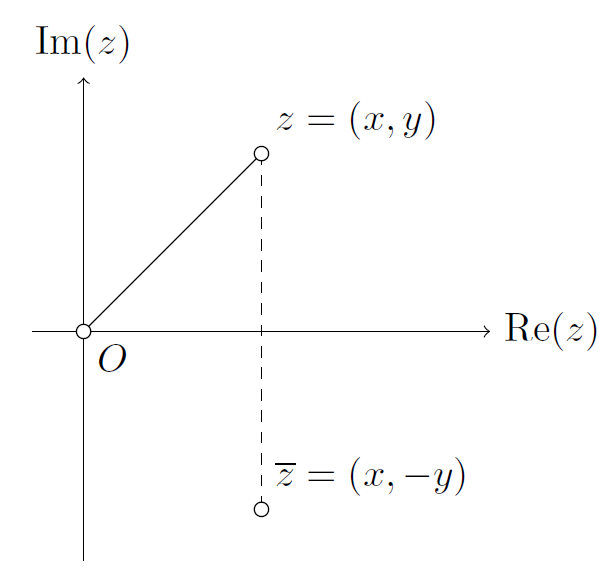 Im(z)
z = (x, y)
Re(z)
O
z̅ = (x, −y)